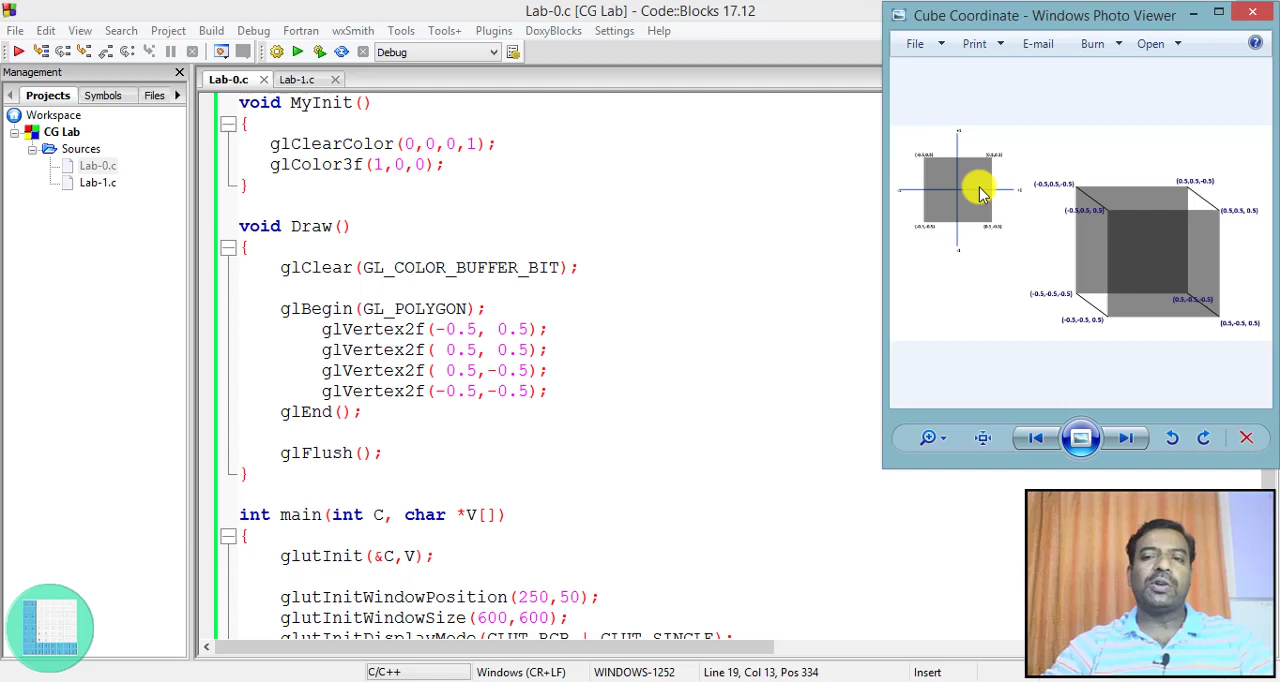 Lab-0.c [CG Lab] - Code::Blocks 17.12
File Edit View Search Project Build Debug Fortran wxSmith Tools Tools+ Plugins DoxyBlocks Settings Help
Debug
Management
Projects Symbols Files
Workspace
CG Lab
Sources
Lab-0.c
Lab-1.c
Lab-0.c Lab-1.c
void MyInit()
{
glClearColor(0,0,0,1);
glColor3f(1,0,0);
}
void Draw()
{
glClear(GL_COLOR_BUFFER_BIT);
glBegin(GL_POLYGON);
glVertex2f(-0.5, 0.5);
glVertex2f( 0.5, 0.5);
glVertex2f( 0.5,-0.5);
glVertex2f(-0.5,-0.5);
glEnd();
glFlush();
}
int main(int C, char *V[])
{
glutInit(&C,V);
glutInitWindowPosition(250,50);
glutInitWindowSize(600,600);
glutInitDisplayMode(GLUT_RGB | GLUT_SINGLE);
C/C++ Windows (CR+LF) WINDOWS-1252 Line 19, Col 13, Pos 334 Insert
Cube Coordinate - Windows Photo Viewer
File Print E-mail Burn Open
+1
+1
-1
(-0.5,0.5,-0.5)
(0.5,0.5,-0.5)
(-0.5,0.5, 0.5)
(0.5,0.5, 0.5)
(-0.5,-0.5,-0.5)
(0.5,-0.5,-0.5)
(-0.5,-0.5, 0.5)
(0.5,-0.5, 0.5)